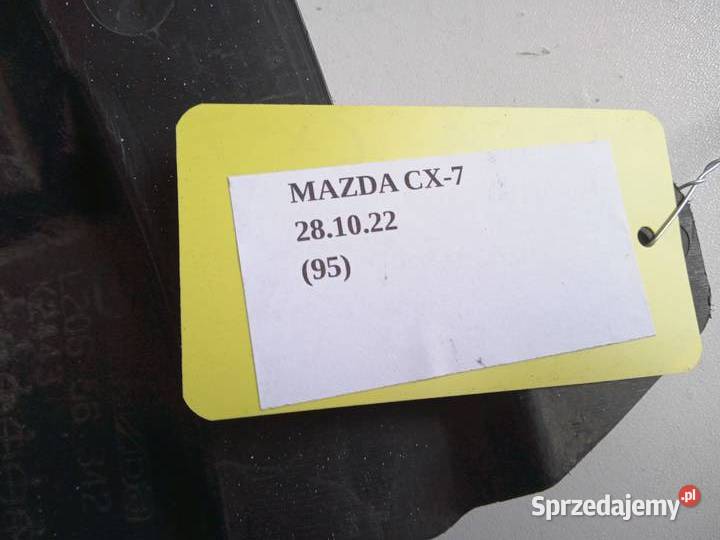 MAZDA CX-7
28.10.22
(95)
Sprzedajemy.pl